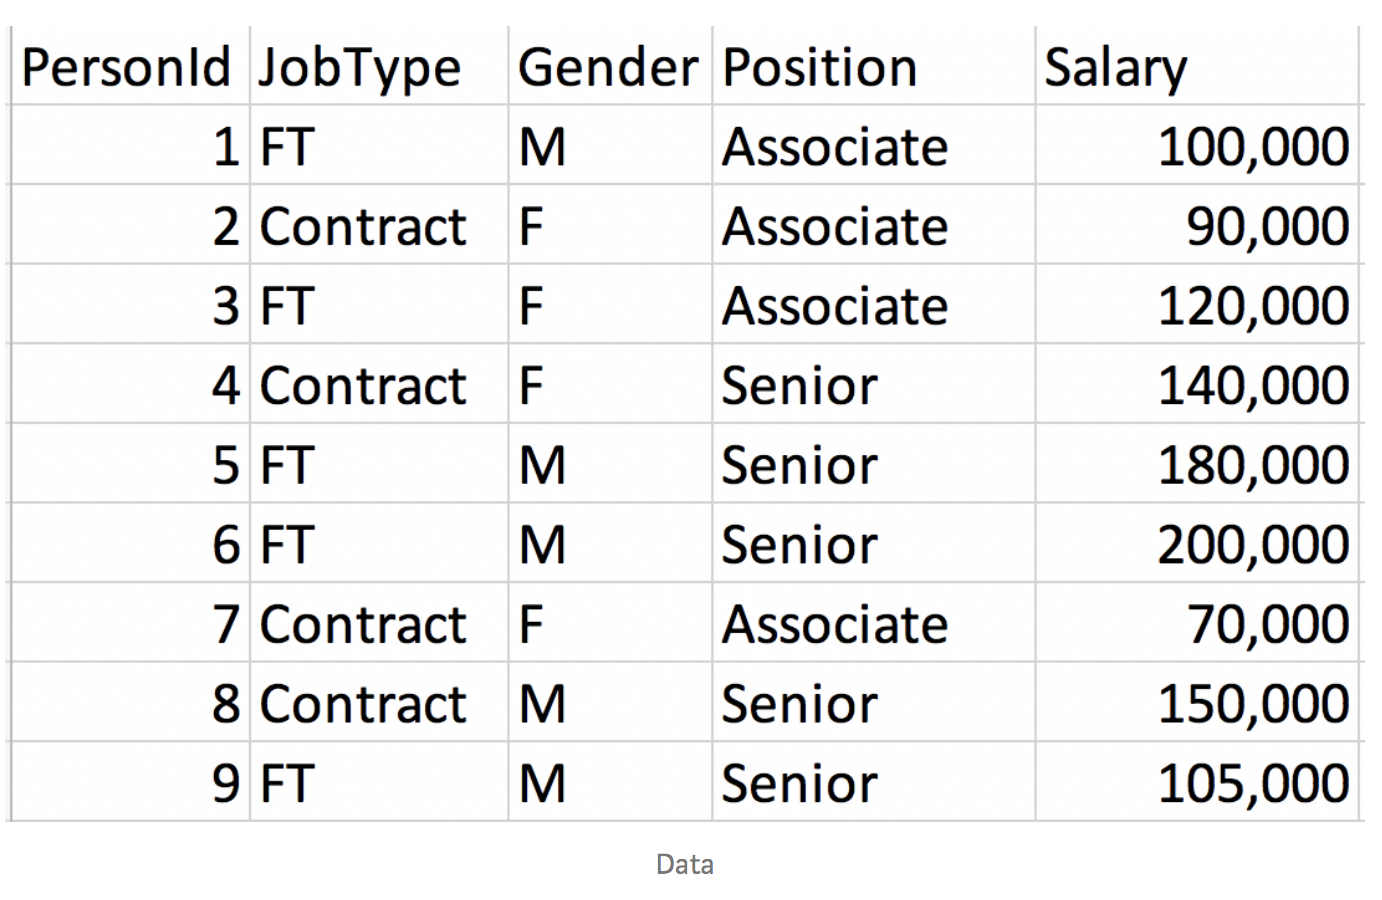 PersonId JobType Gender Position Salary
1 FT M Associate 100,000
2 Contract F Associate 90,000
3 FT F Associate 120,000
4 Contract F Senior 140,000
5 FT M Senior 180,000
6 FT M Senior 200,000
7 Contract F Associate 70,000
8 Contract M Senior 150,000
9 FT M Senior 105,000
Data